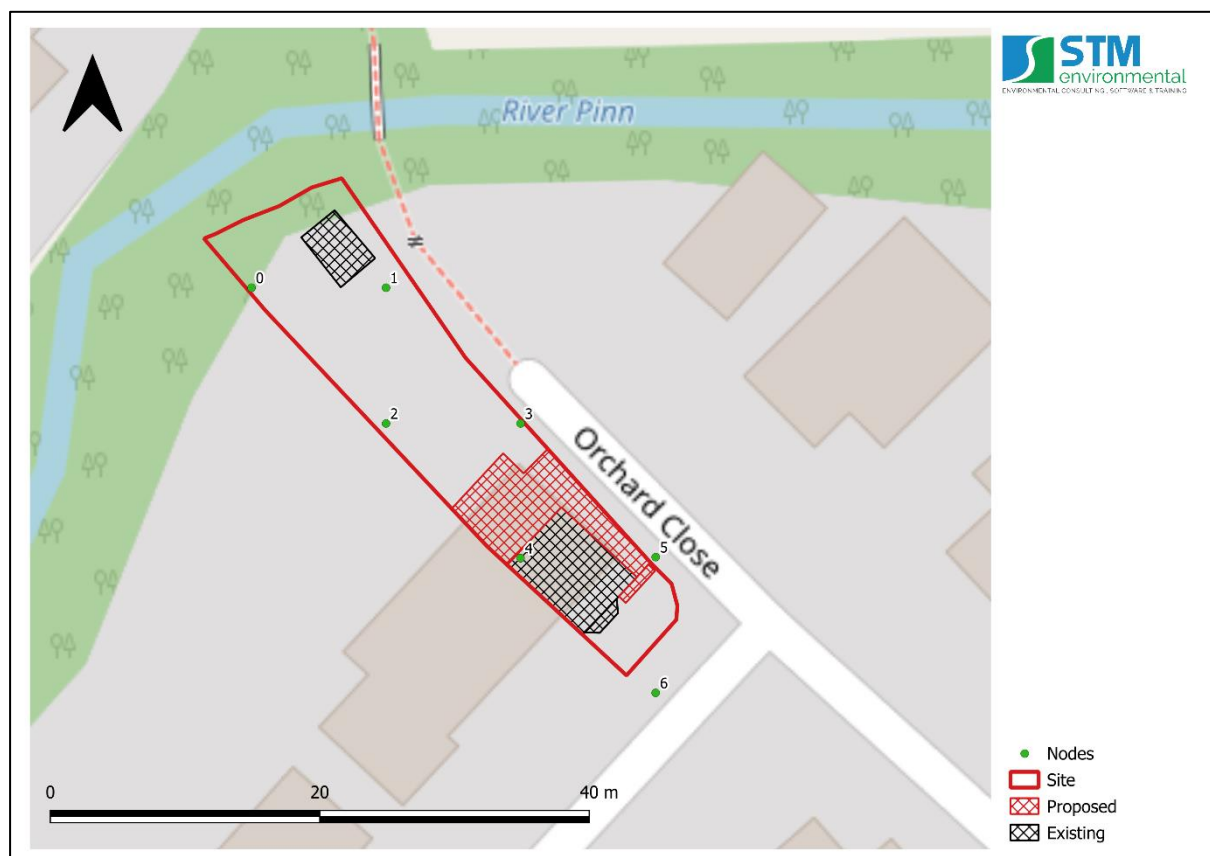 STM
environmental
ENVIRONMENTAL CONSULTING, SOFTWARE & TRAINING
River Pinn
0
1
2
3
Orchard Close
4
5
6
0 20 40 m
Nodes
Site
Proposed
Existing